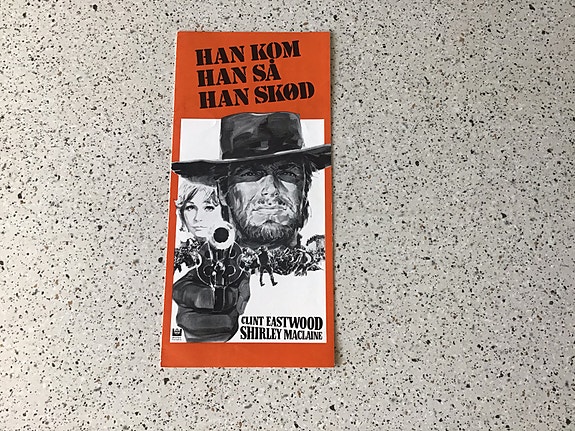 HAN KOM
HAN SÅ
HAN SKØD
CLINT EASTWOOD
SHIRLEY MACLAINE